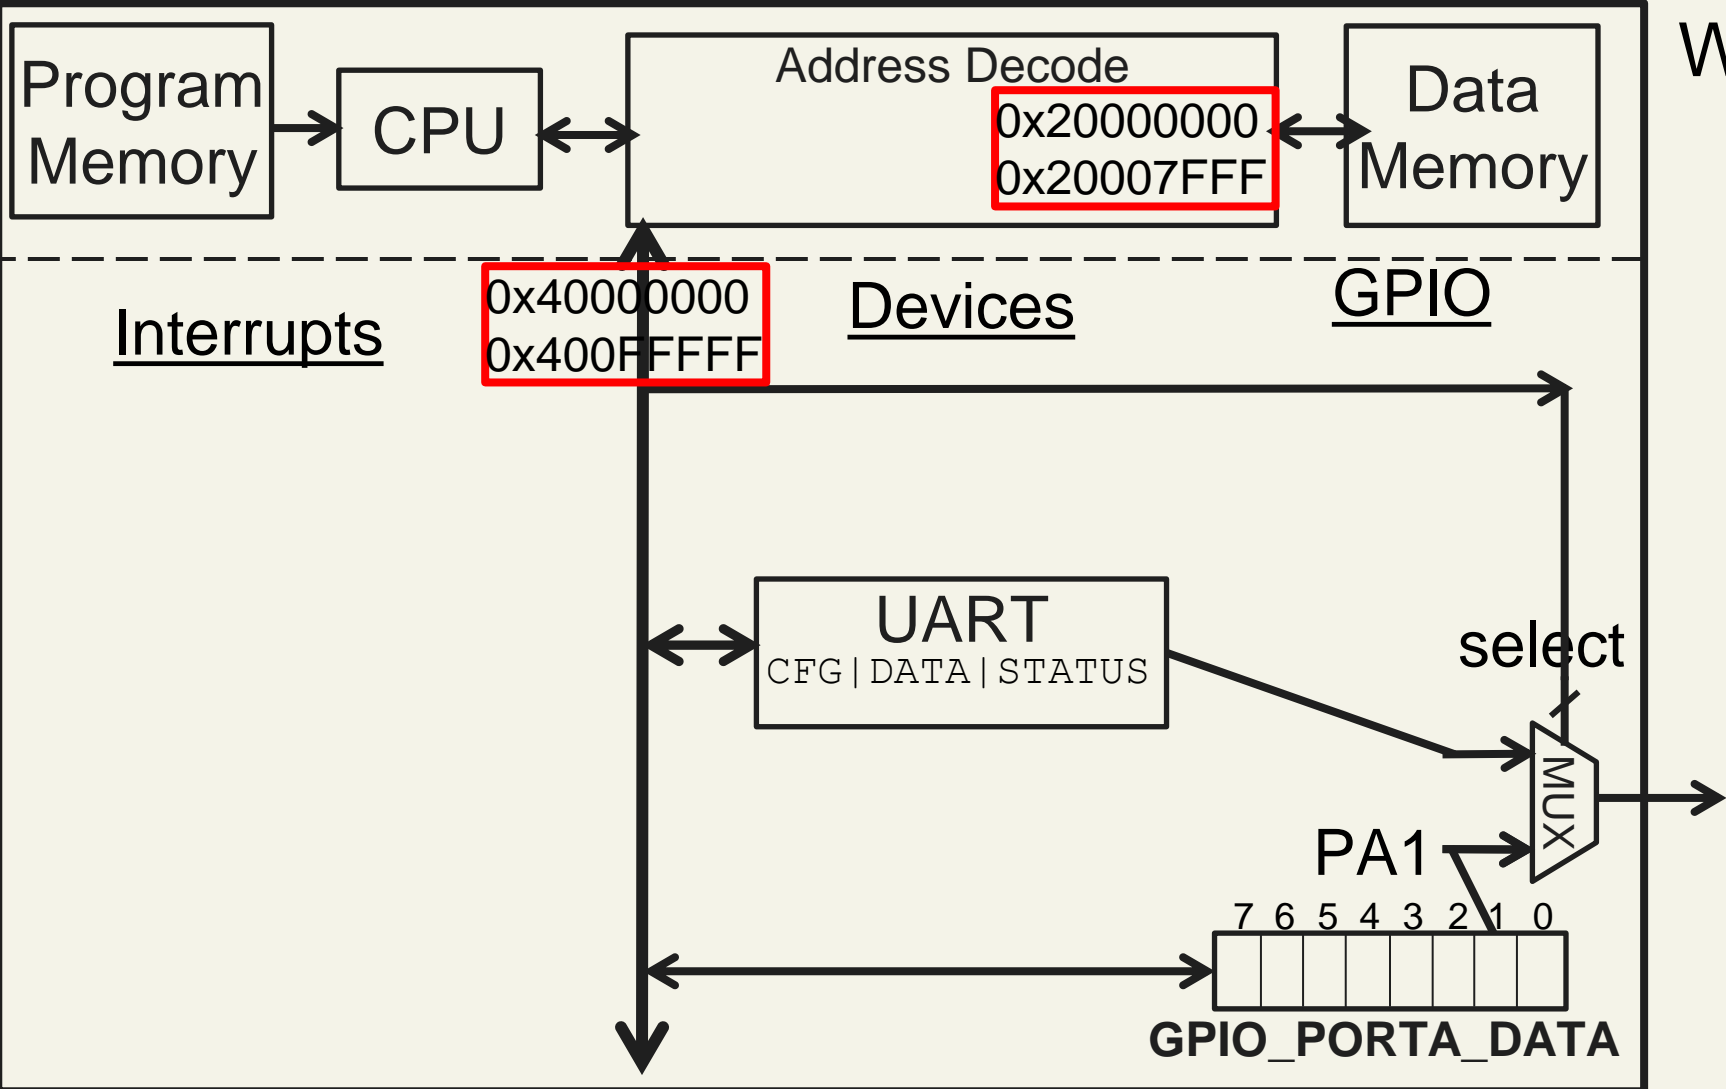 Program
Memory
CPU
Address Decode
0x20000000
0x20007FFF
Data
Memory
W
Interrupts
0x40000000
0x400FFFFF
Devices
GPIO
UART
CFG|DATA|STATUS
select
MUX
PA1
7 6 5 4 3 2 1 0
GPIO_PORTA_DATA